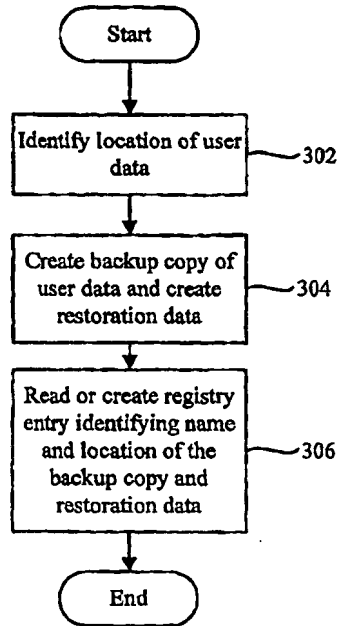 Start
Identify location of user
data
302
Create backup copy of
user data and create
restoration data
304
Read or create registry
entry identifying name
and location of the
backup copy and
restoration data
306
End